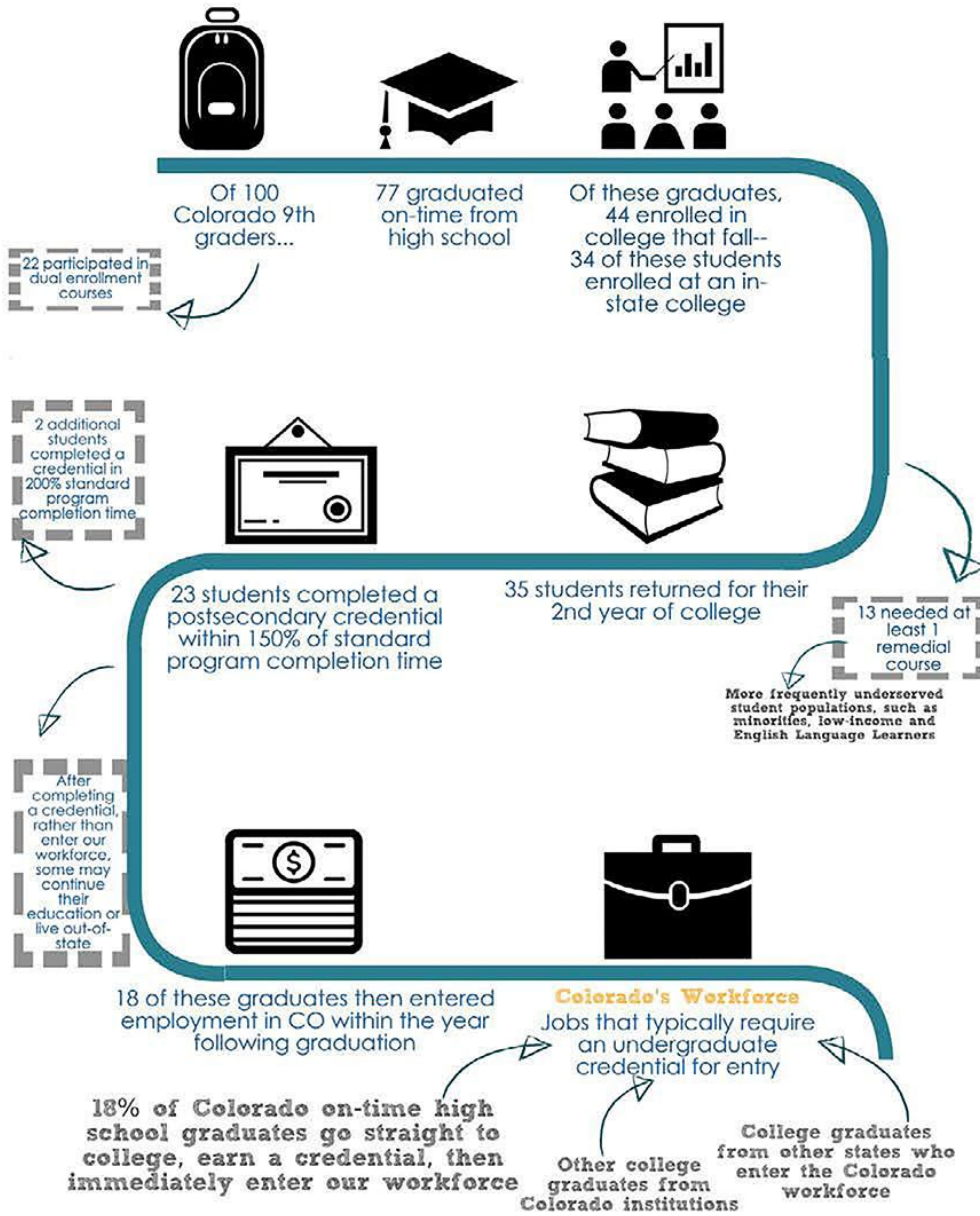 Of 100
Colorado 9th
graders...
77 graduated
on-time from
high school
Of these graduates,
44 enrolled in
college that fall--
34 of these students
enrolled at an in-
state college
22 participated in
dual enrollment
courses
2 additional
students
completed a
credential in
200% standard
program
completion time
23 students completed a
postsecondary credential
within 150% of standard
program completion time
35 students returned for their
2nd year of college
13 needed at
least 1
remedial
course
More frequently underserved
student populations, such as
minorities, low-income and
English Language Learners
After
completing
a credential,
rather than
enter our
workforce,
some may
continue
their
education or
live out-of-
state
$
18 of these graduates then entered
employment in CO within the year
following graduation
Colorado's Workforce
Jobs that typically require
an undergraduate
credential for entry
18% of Colorado on-time high
school graduates go straight to
college, earn a credential, then
immediately enter our workforce
Other college
graduates from
Colorado institutions
College graduates
from other states who
enter the Colorado
workforce